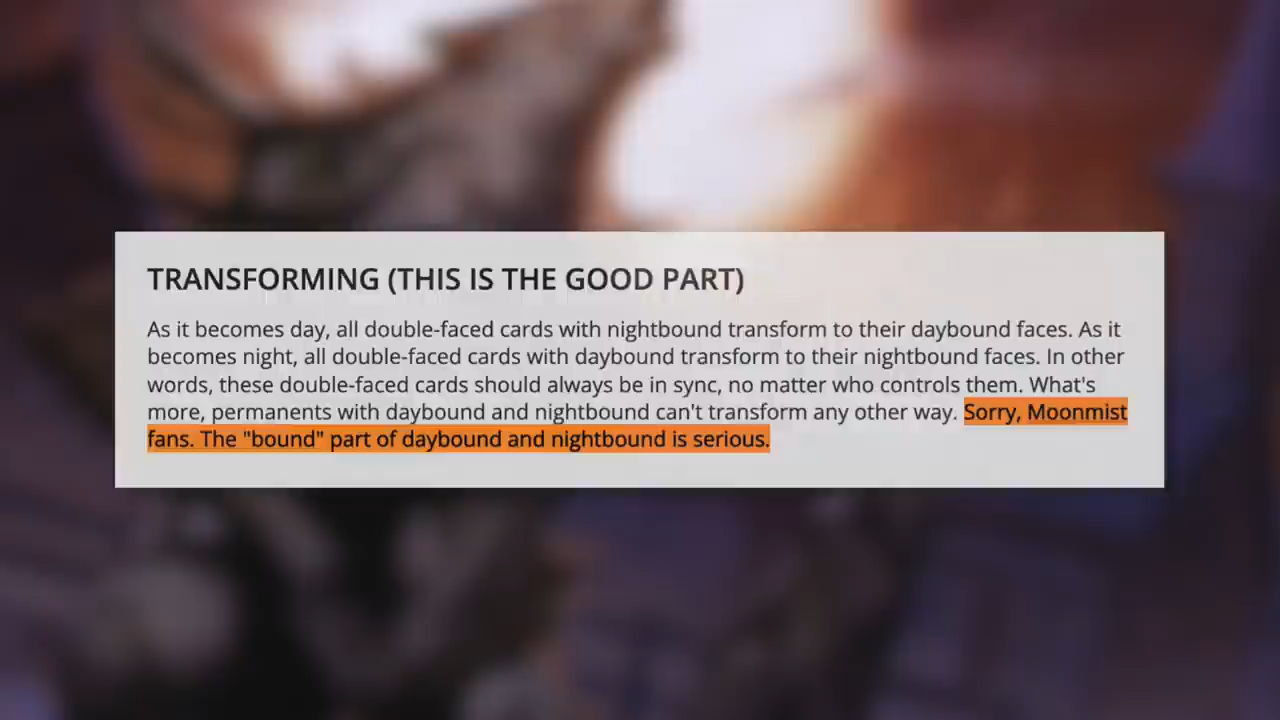 TRANSFORMING (THIS IS THE GOOD PART)
As it becomes day, all double-faced cards with nightbound transform to their daybound faces. As it
becomes night, all double-faced cards with daybound transform to their nightbound faces. In other
words, these double-faced cards should always be in sync, no matter who controls them. What's
more, permanents with daybound and nightbound can't transform any other way. Sorry, Moonmist
fans. The "bound" part of daybound and nightbound is serious.